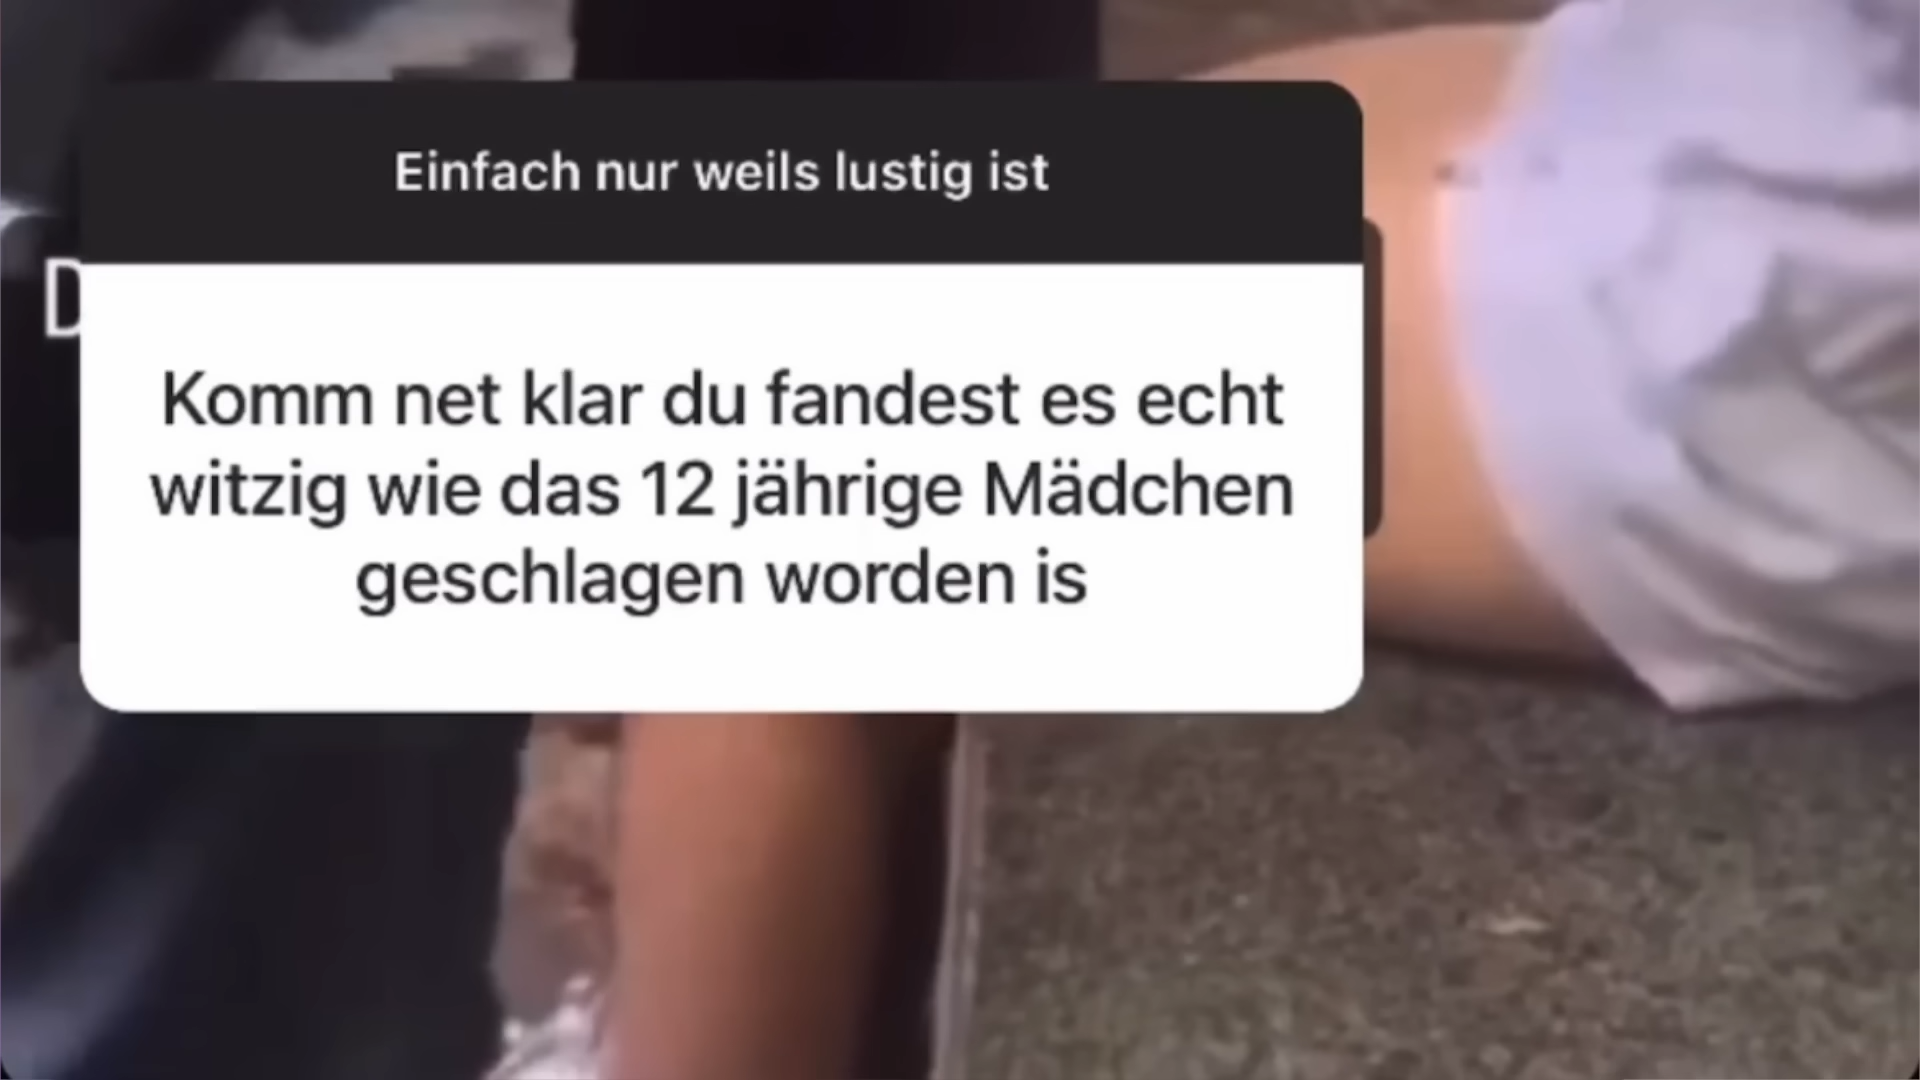 Einfach nur weils lustig ist
D
Komm net klar du fandest es echt
witzig wie das 12 jährige Mädchen
geschlagen worden is